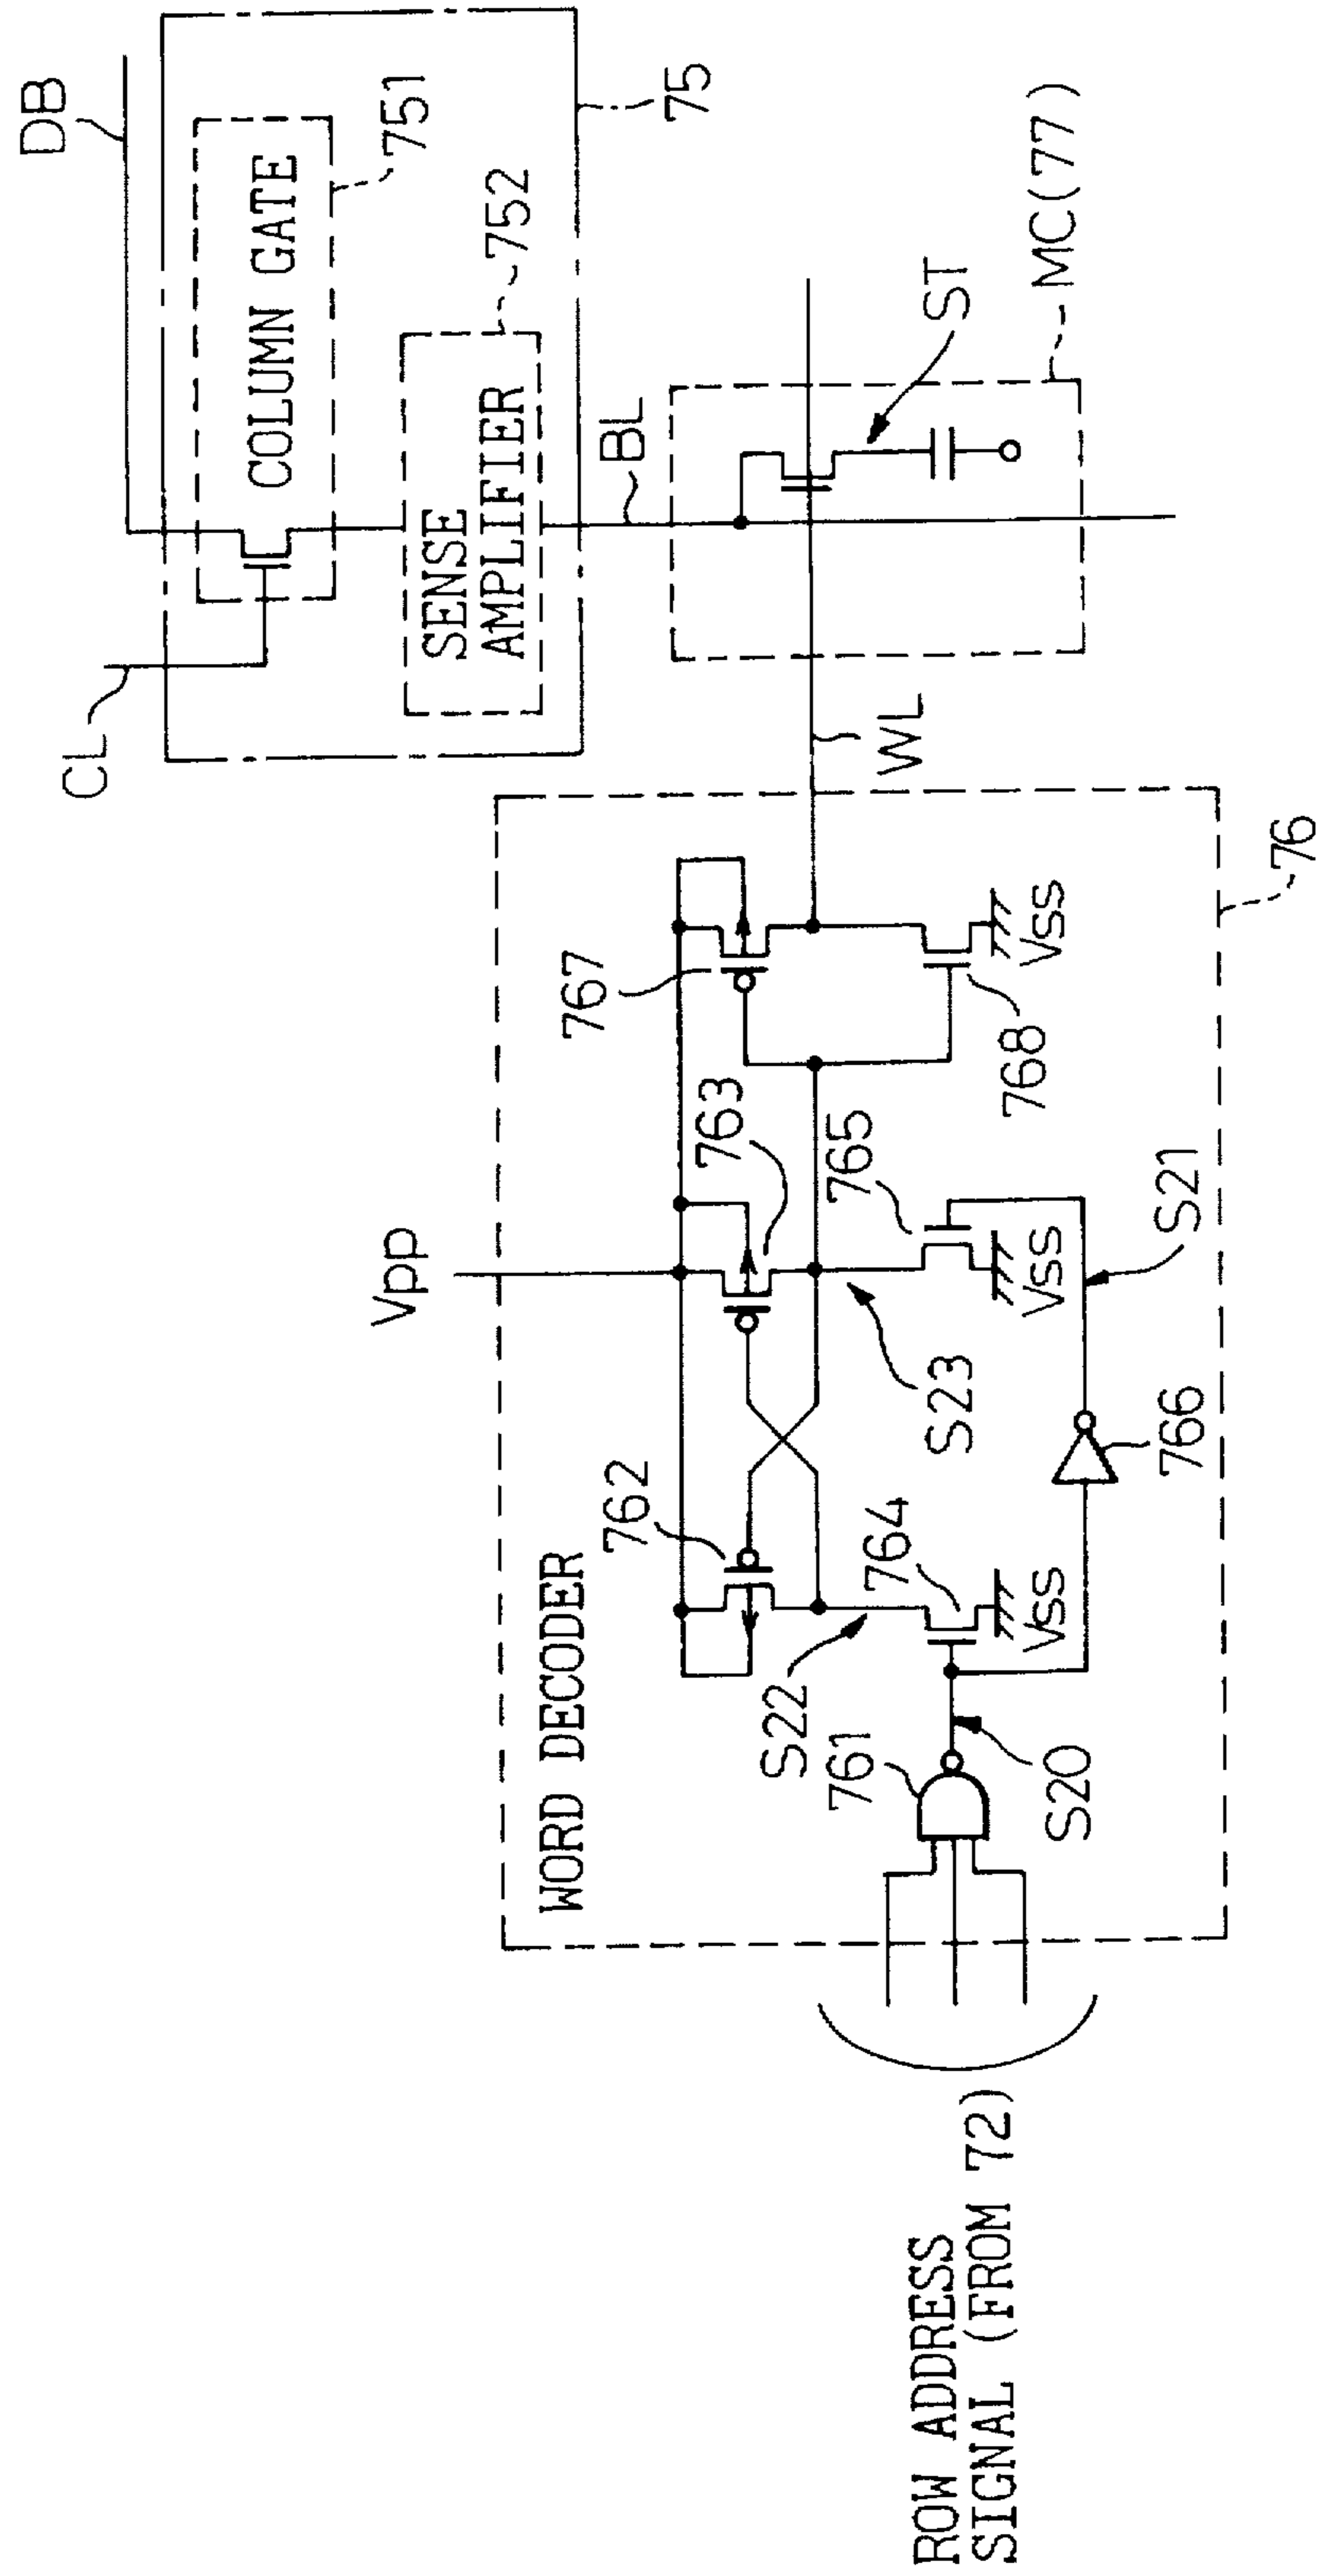 DB
CL
COLUMN GATE
751
SENSE
AMPLIFIER
752
75
BL
ST
MC(77)
WL
Vpp
WORD DECODER
762
763
767
S22
764
S23
765
768
761
S20
Vss
Vss
Vss
766
S21
76
ROW ADDRESS
SIGNAL (FROM 72)